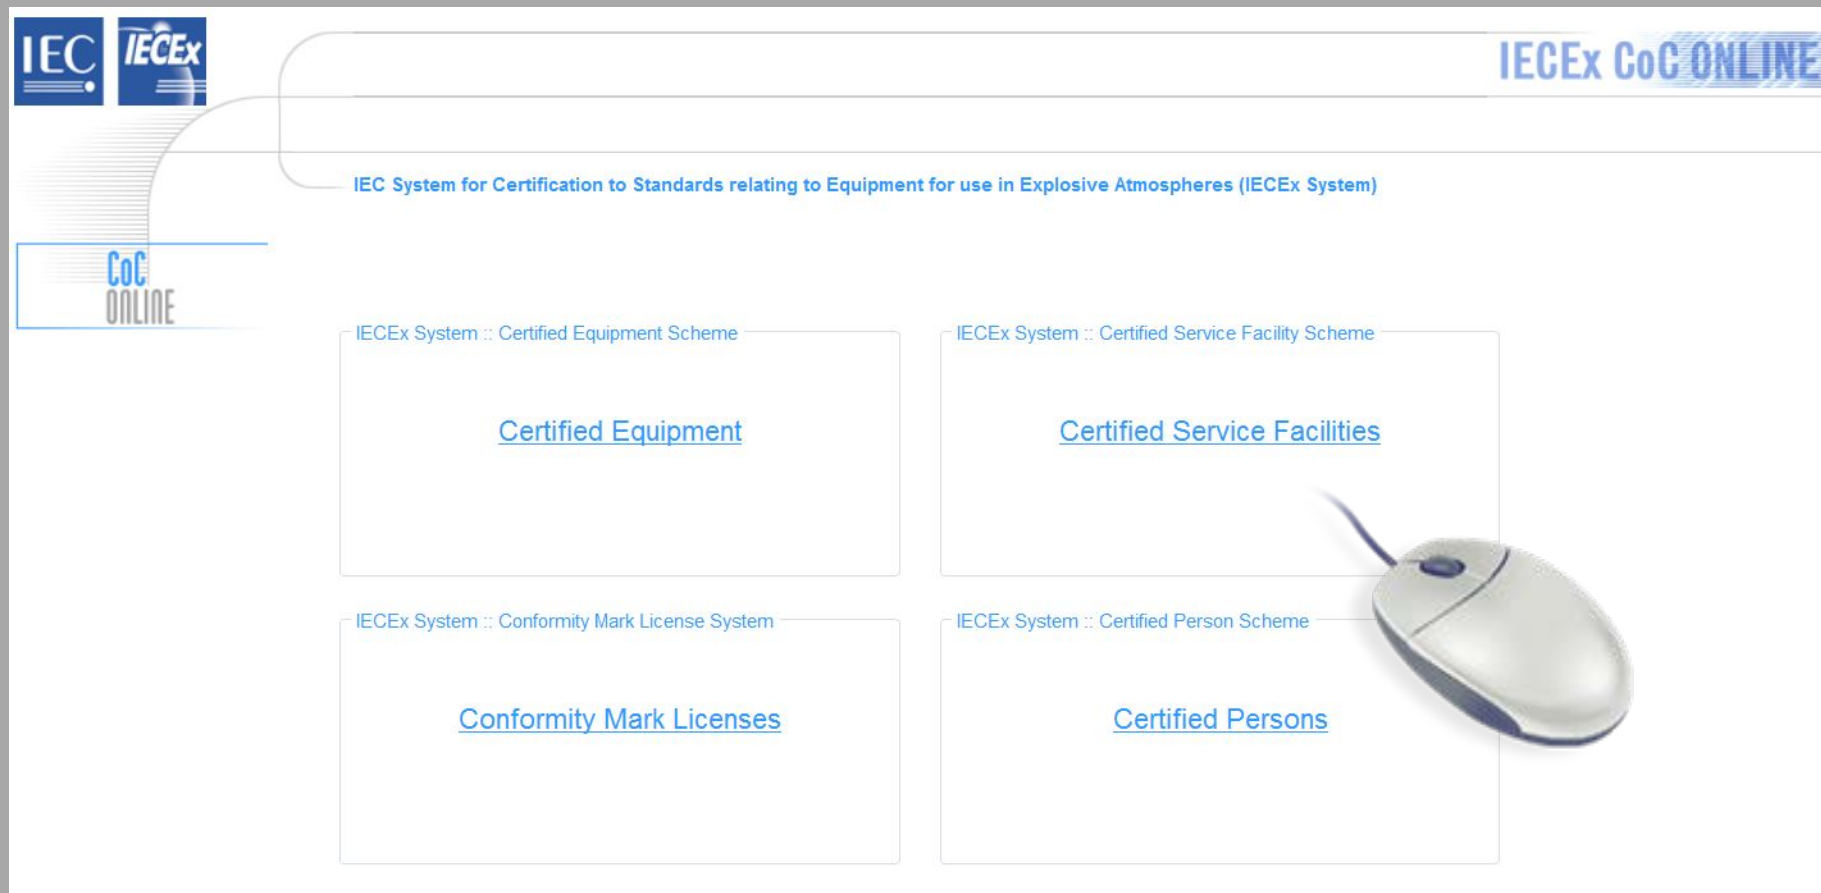 IEC IECEx
IECEx CoC ONLINE
IEC System for Certification to Standards relating to Equipment for use in Explosive Atmospheres (IECEx System)
CoC
ONLINE
IECEx System :: Certified Equipment Scheme
Certified Equipment
IECEx System :: Certified Service Facility Scheme
Certified Service Facilities
IECEx System :: Conformity Mark License System
Conformity Mark Licenses
IECEx System :: Certified Person Scheme
Certified Persons